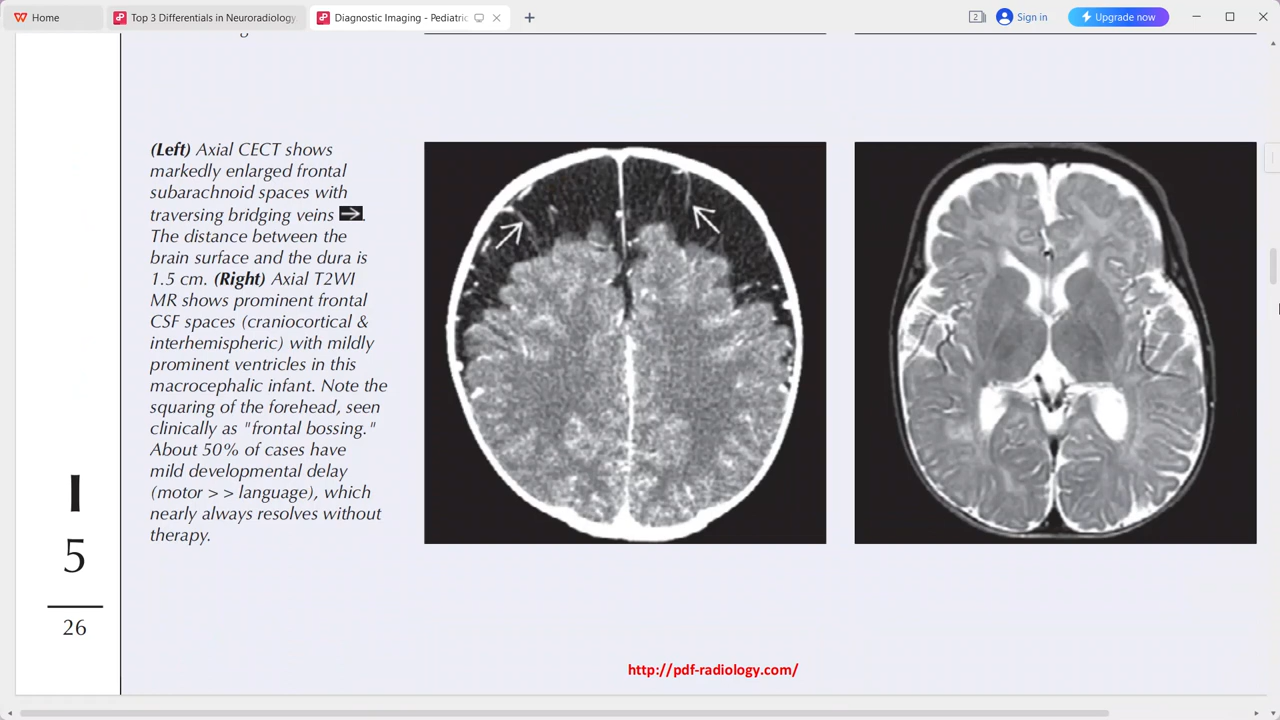 Home
Top 3 Differentials in Neuroradiology
Diagnostic Imaging - Pediatric
2
Sign in
Upgrade now
(Left) Axial CECT shows
markedly enlarged frontal
subarachnoid spaces with
traversing bridging veins ➔.
The distance between the
brain surface and the dura is
1.5 cm. (Right) Axial T2WI
MR shows prominent frontal
CSF spaces (craniocortical &
interhemispheric) with mildly
prominent ventricles in this
macrocephalic infant. Note the
squaring of the forehead, seen
clinically as "frontal bossing."
About 50% of cases have
mild developmental delay
(motor > > language), which
nearly always resolves without
therapy.
I
5
26
http://pdf-radiology.com/